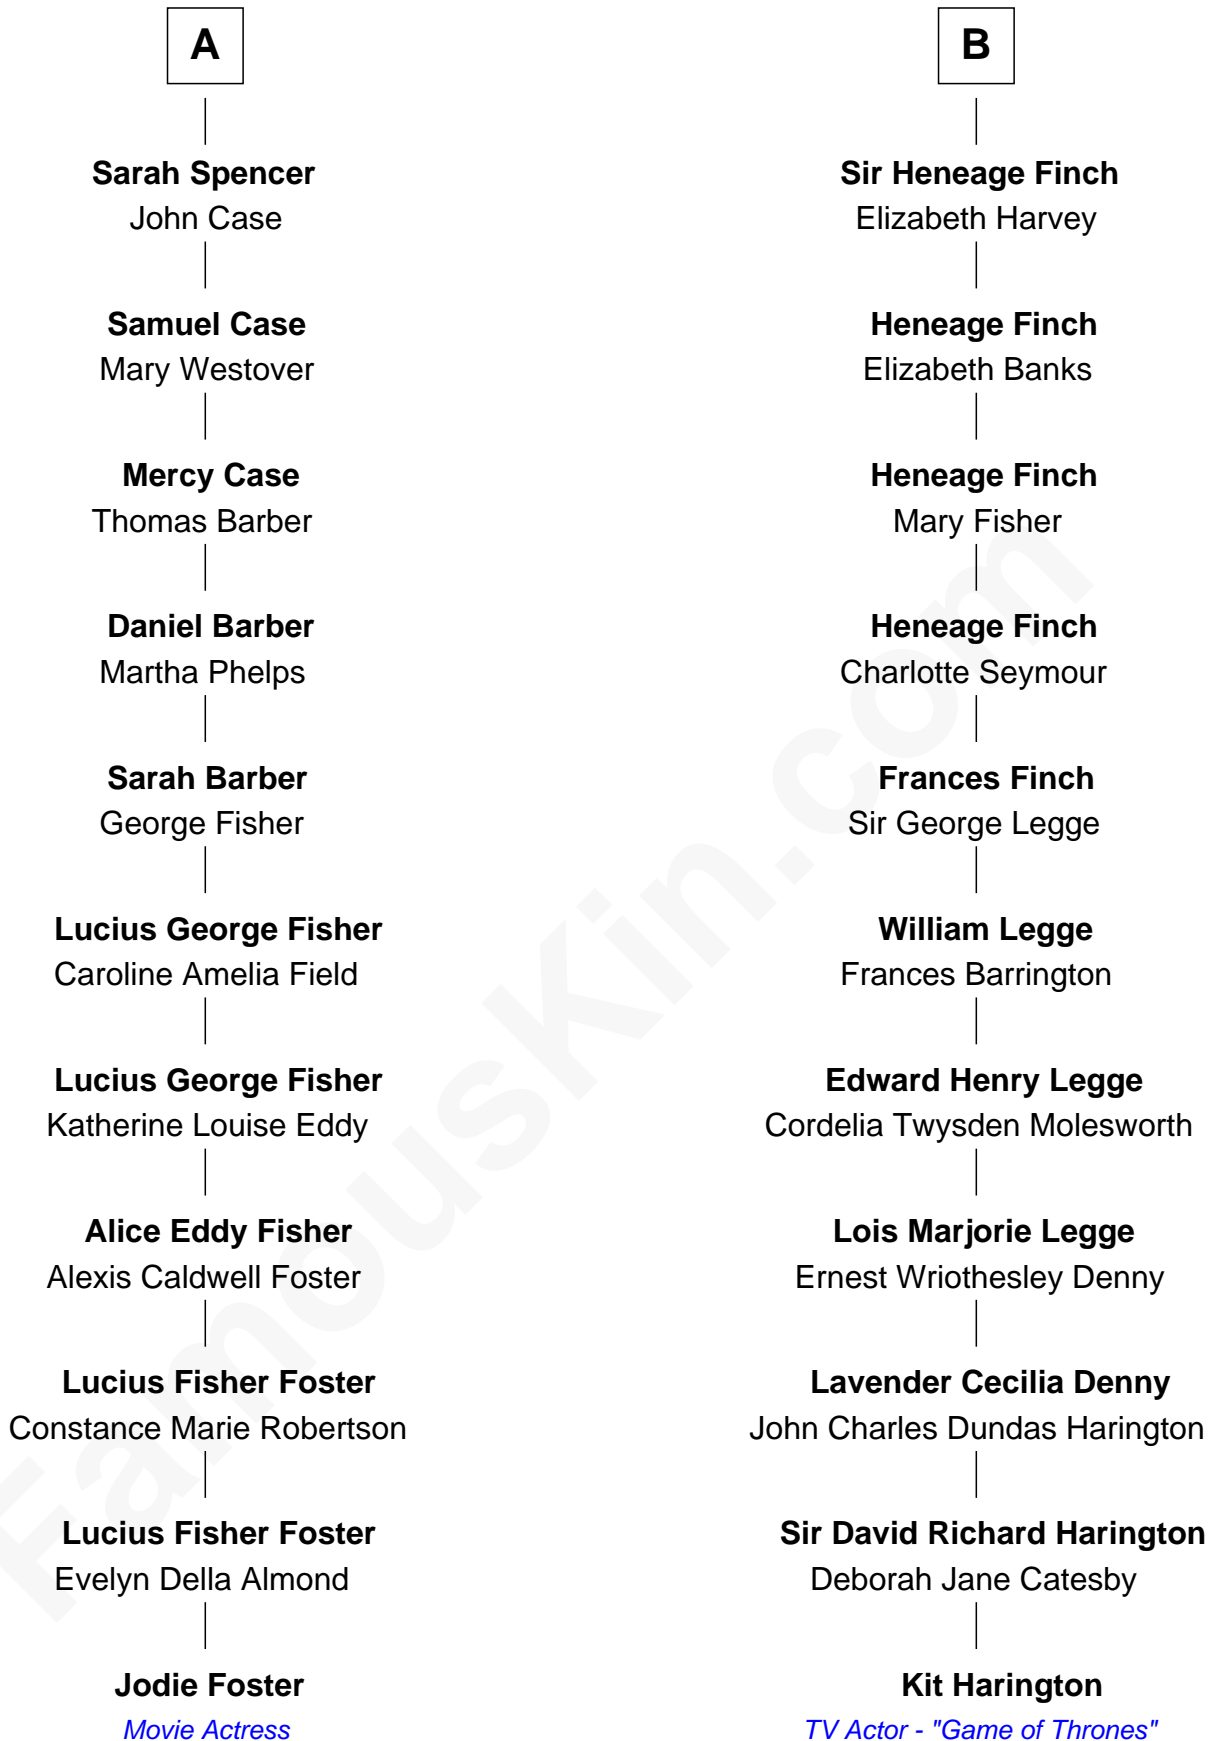 A
Sarah Spencer
John Case
Samuel Case
Mary Westover
Mercy Case
Thomas Barber
Daniel Barber
Martha Phelps
Sarah Barber
George Fisher
Lucius George Fisher
Caroline Amelia Field
Lucius George Fisher
Katherine Louise Eddy
Alice Eddy Fisher
Alexis Caldwell Foster
Lucius Fisher Foster
Constance Marie Robertson
Lucius Fisher Foster
Evelyn Della Almond
Jodie Foster
Movie Actress
B
Sir Heneage Finch
Elizabeth Harvey
Heneage Finch
Elizabeth Banks
Heneage Finch
Mary Fisher
Heneage Finch
Charlotte Seymour
Frances Finch
Sir George Legge
William Legge
Frances Barrington
Edward Henry Legge
Cordelia Twysden Molesworth
Lois Marjorie Legge
Ernest Wriothesley Denny
Lavender Cecilia Denny
John Charles Dundas Harington
Sir David Richard Harington
Deborah Jane Catesby
Kit Harington
TV Actor - "Game of Thrones"
FamousKin.com